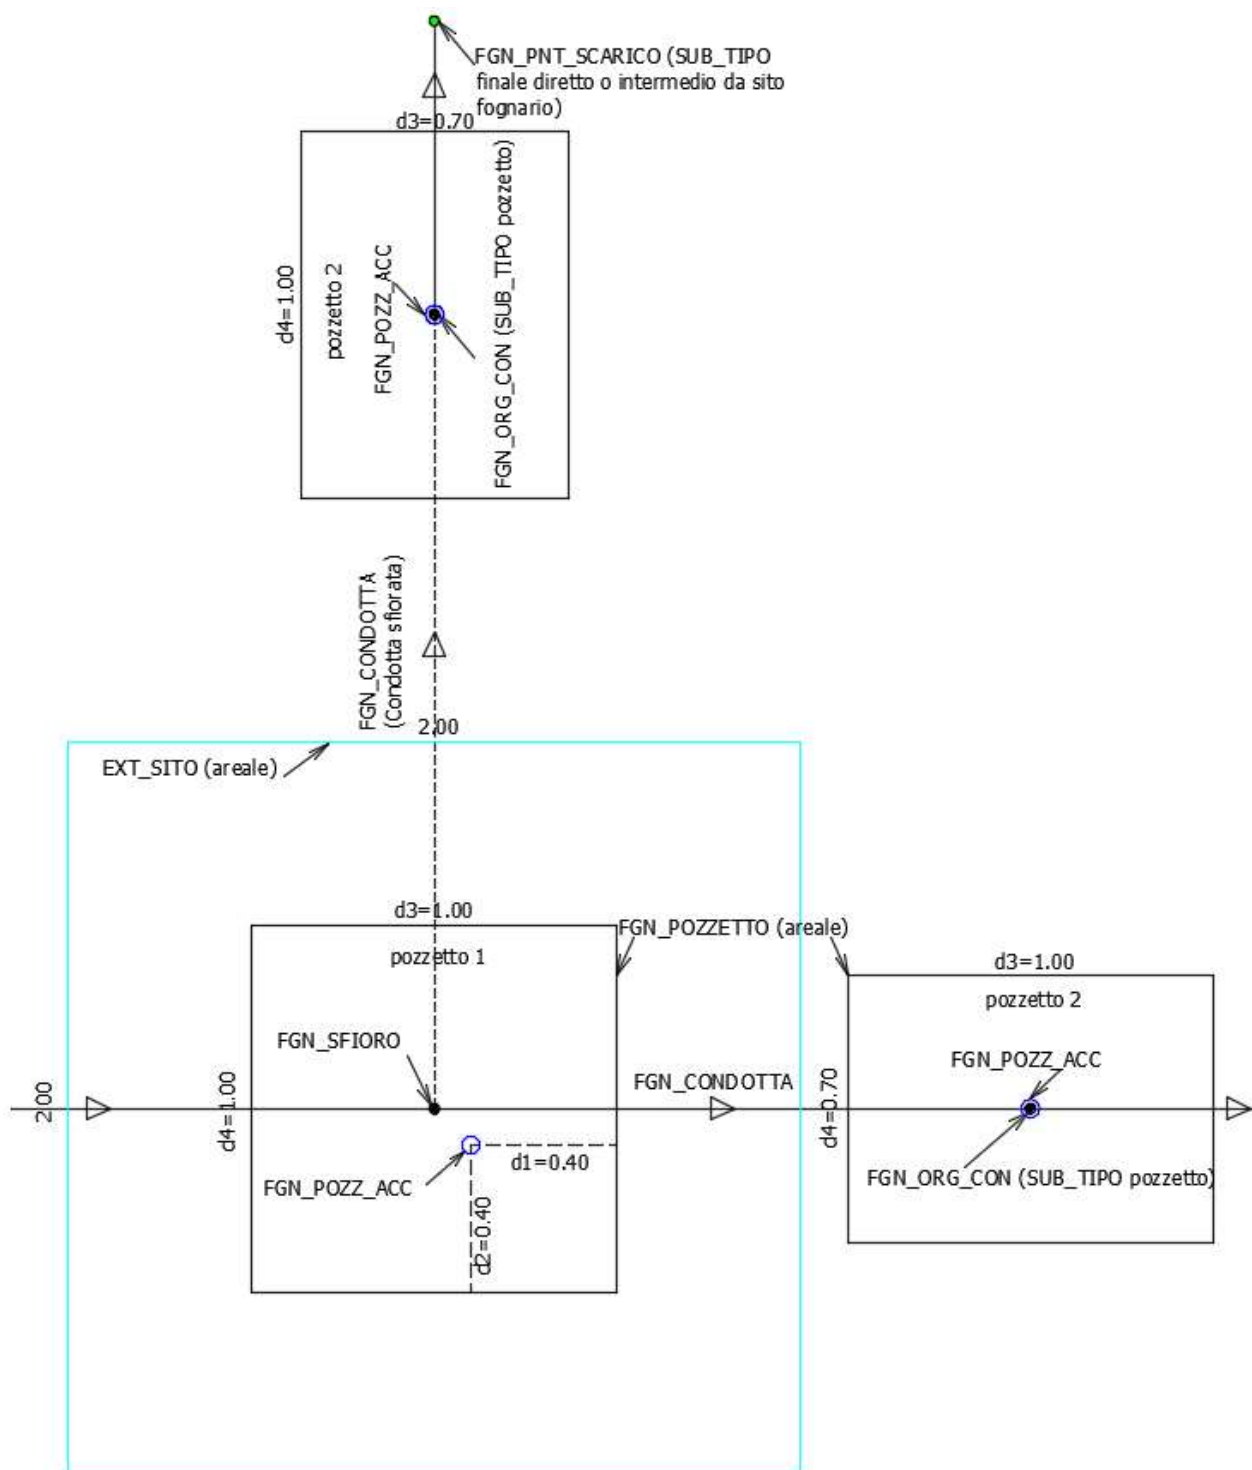 FGN_PNT_SCARICO (SUB_TIPO
finale diretto o intermedio da sito
fognario)
d3=0.70
d4=1.00
pozzetto 2
FGN_POZZ_ACC
FGN_ORG_CON (SUB_TIPO pozzetto)
FGN_CONDOTTA
(Condotta sfiorata)
2.00
EXT_SITO (areale)
d3=1.00
FGN_POZZETTO (areale)
pozzetto 1
d3=1.00
pozzetto 2
FGN_SFIORO
FGN_POZZ_ACC
FGN_CONDOTTA
2.00
d4=1.00
d4=0.70
d1=0.40
FGN_ORG_CON (SUB_TIPO pozzetto)
FGN_POZZ_ACC
d2=0.40